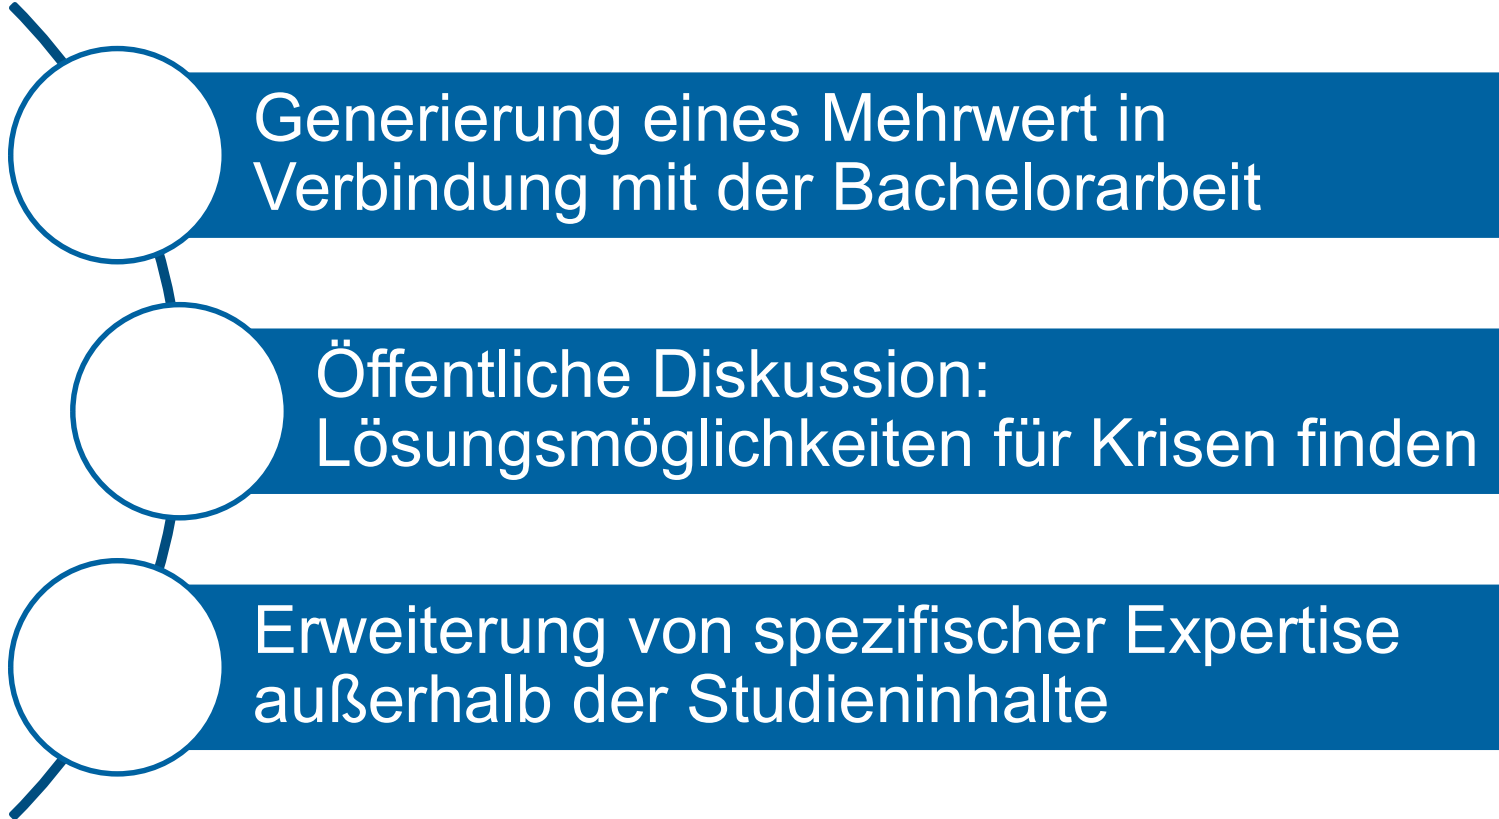 Generierung eines Mehrwert in
Verbindung mit der Bachelorarbeit
Öffentliche Diskussion:
Lösungsmöglichkeiten für Krisen finden
Erweiterung von spezifischer Expertise
außerhalb der Studieninhalte